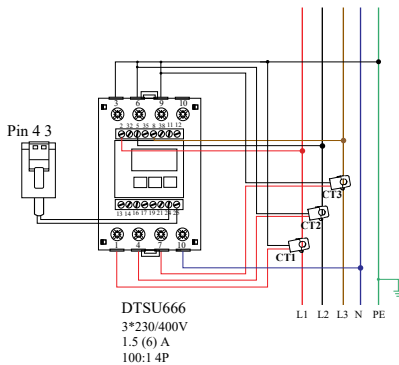 3 6 9 10
2 32 5 35 8 38 11 12
Pin 4 3
13 14 16 17 19 21 24 25
1 4 7 10
CT3
CT2
CT1
DTSU666
3*230/400V
1.5 (6) A
100:1 4P
L1 L2 L3 N PE